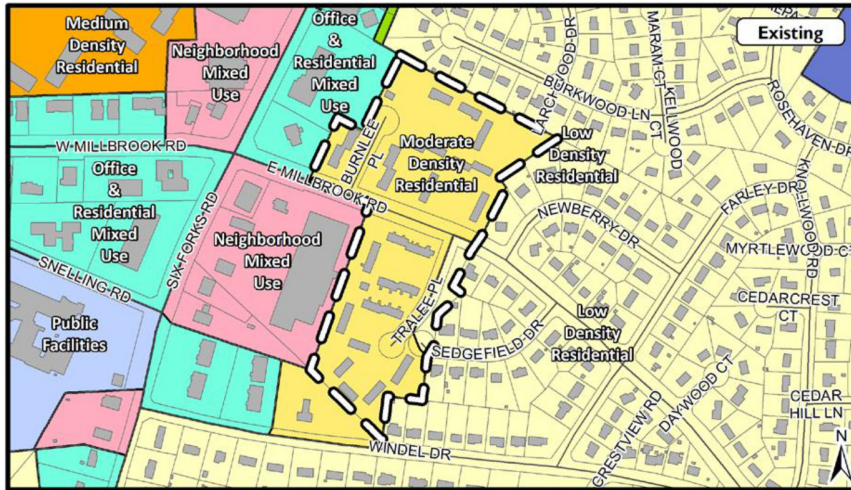 Existing
Medium
Density
Residential
Neighborhood
Mixed
Use
Office
&
Residential
Mixed
Use
W MILLBROOK RD
Office
&
Residential
Mixed
Use
SIX FORKS RD
SNELLING RD
Public
Facilities
BURNLEE
PL
E MILLBROOK RD
Moderate
Density
Residential
Neighborhood
Mixed
Use
TRALEE PL
SEDGEFIELD DR
WINDEL DR
BURKWOOD LN
MARAM CT
KELLWOOD
CT
ROSEHAVEN DR
Low
Density
Residential
NEWBERRY DR
FARLEY DR
KNOLLWOOD RD
MYRTLEWOOD C
CEDARCREST
CT
Low
Density
Residential
CRESTVIEW RD
DAYWOOD CT
CEDAR
HILL LN
N